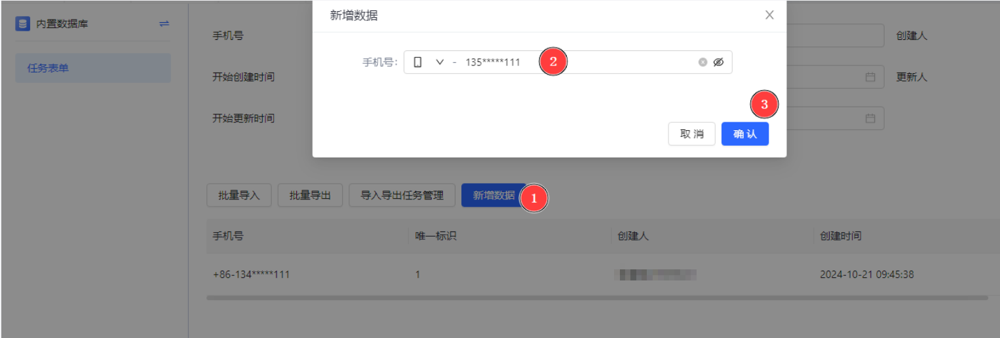 新增数据
内置数据库
手机号
创建人
手机号: - 135*****111 2
任务表单
开始创建时间
更新人
3
开始更新时间
取消 确认
批量导入 批量导出 导入导出任务管理 新增数据 1
手机号 唯一标识 创建人 创建时间
+86-134*****111 1 2024-10-21 09:45:38